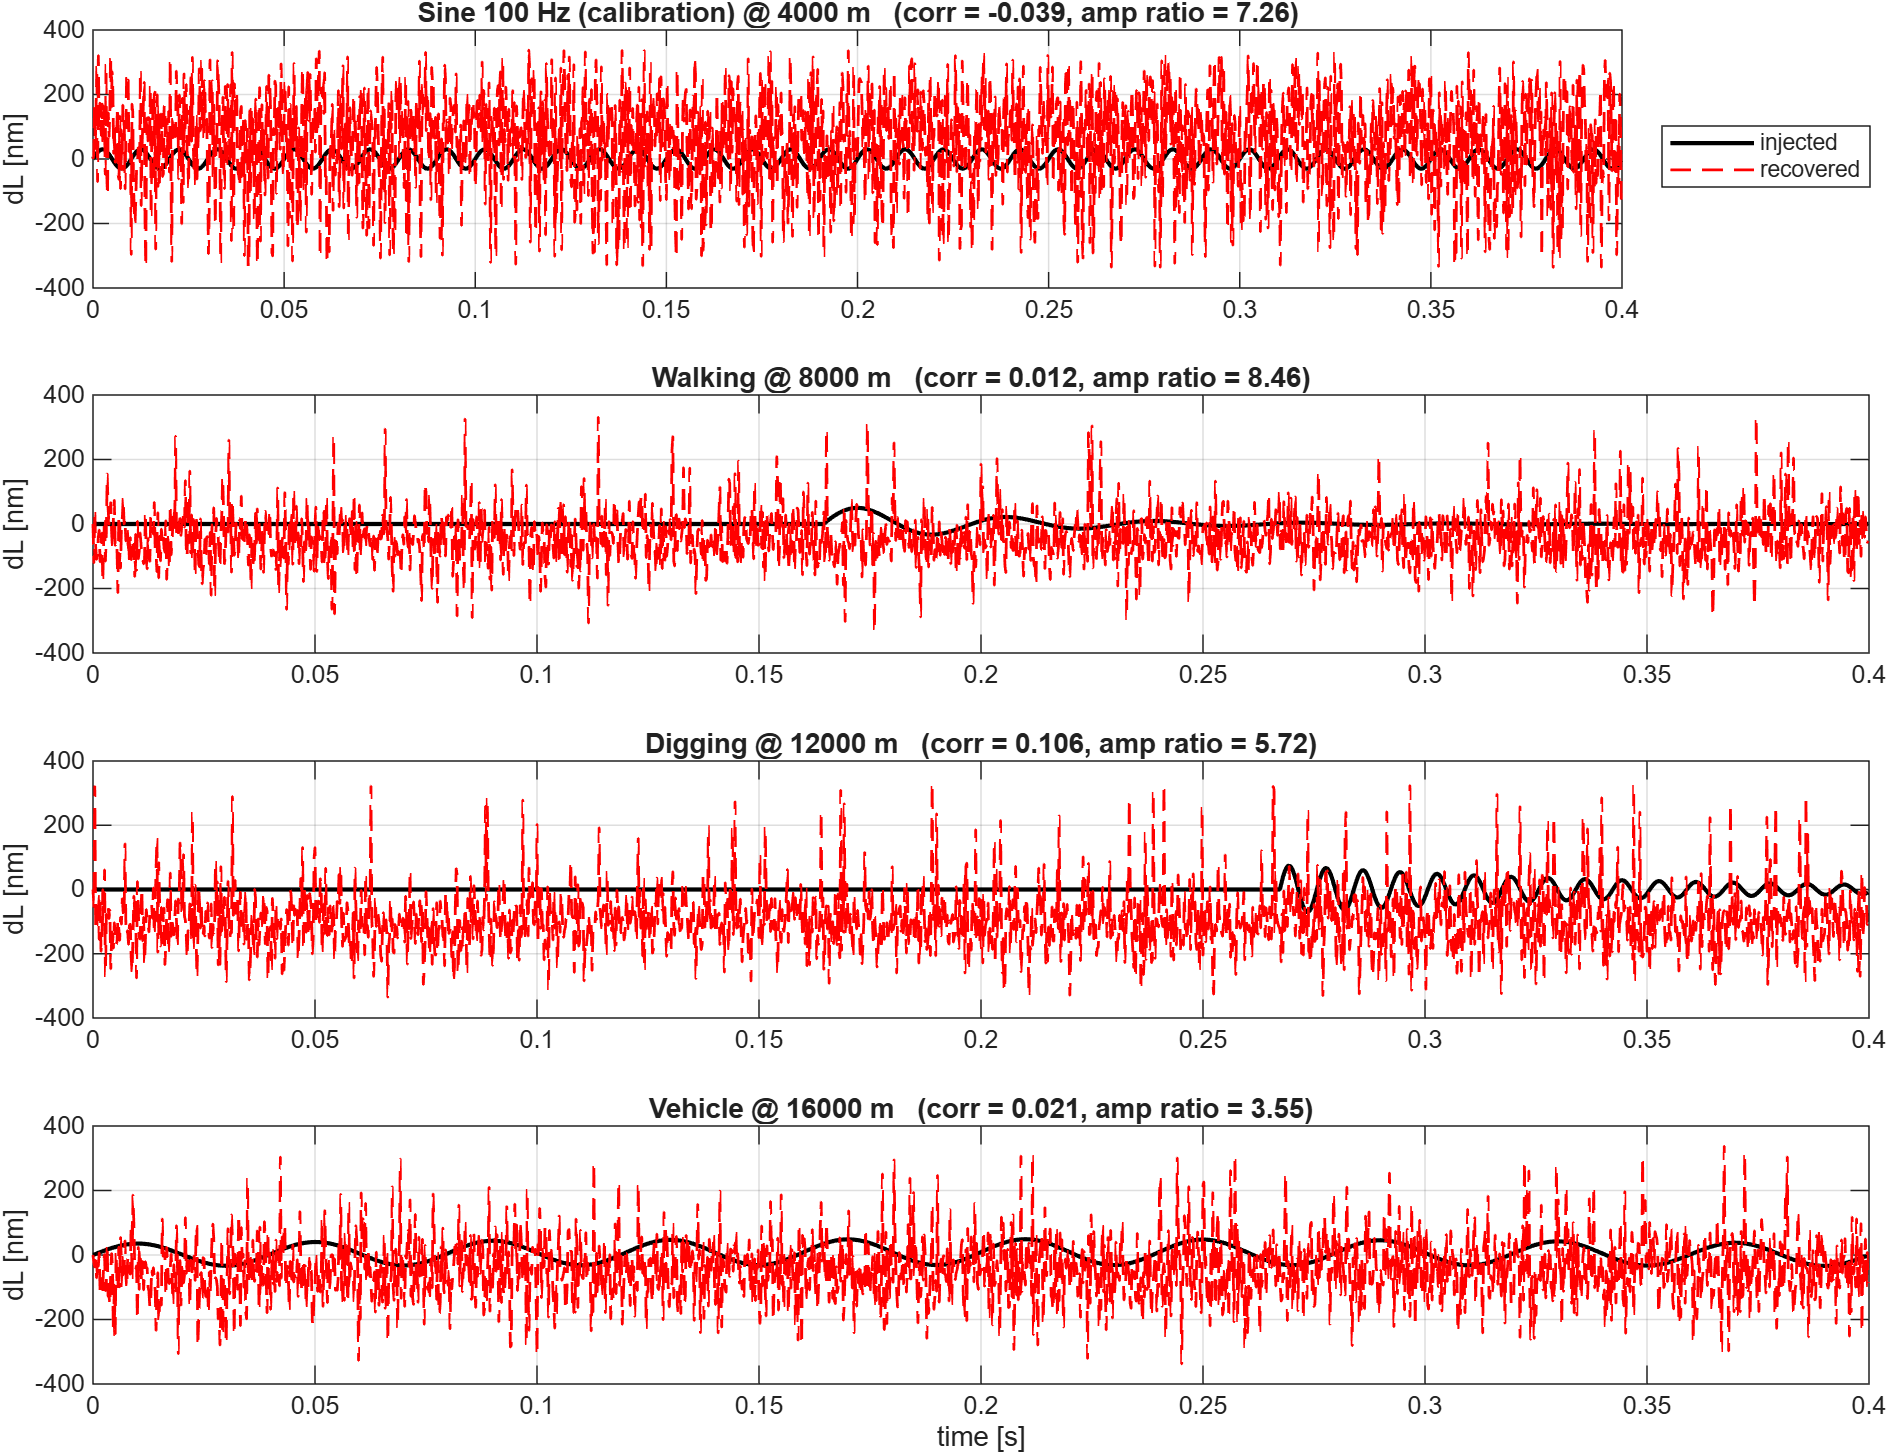 Sine 100 Hz (calibration) @ 4000 m (corr = -0.039, amp ratio = 7.26)
400
200
0
-200
-400
dL [nm]
0 0.05 0.1 0.15 0.2 0.25 0.3 0.35 0.4
injected
recovered
Walking @ 8000 m (corr = 0.012, amp ratio = 8.46)
400
200
0
-200
-400
dL [nm]
0 0.05 0.1 0.15 0.2 0.25 0.3 0.35 0.4
Digging @ 12000 m (corr = 0.106, amp ratio = 5.72)
400
200
0
-200
-400
dL [nm]
0 0.05 0.1 0.15 0.2 0.25 0.3 0.35 0.4
Vehicle @ 16000 m (corr = 0.021, amp ratio = 3.55)
400
200
0
-200
-400
dL [nm]
0 0.05 0.1 0.15 0.2 0.25 0.3 0.35 0.4
time [s]